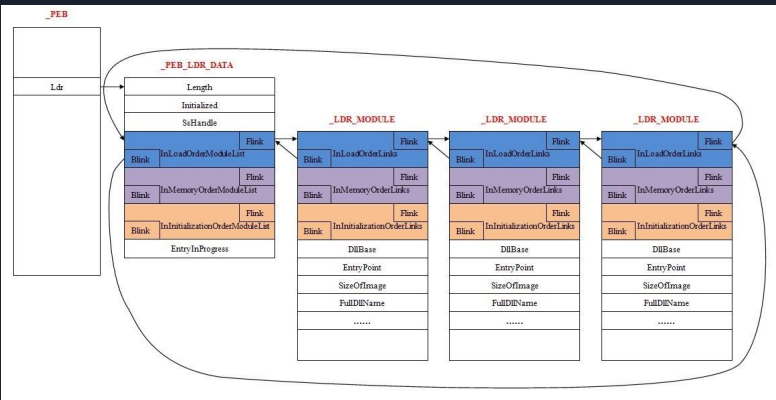 _PEB
Ldr
_PEB_LDR_DATA
Length
Initialized
SsHandle
Flink
InLoadOrderModuleList
Blink
Flink
InMemoryOrderModuleList
Blink
Flink
InInitializationOrderModuleList
Blink
EntryInProgress
_LDR_MODULE
Flink
InLoadOrderLinks
Blink
Flink
InMemoryOrderLinks
Blink
Flink
InInitializationOrderLinks
Blink
DllBase
EntryPoint
SizeOfImage
FullDllName
......
_LDR_MODULE
Flink
InLoadOrderLinks
Blink
Flink
InMemoryOrderLinks
Blink
Flink
InInitializationOrderLinks
Blink
DllBase
EntryPoint
SizeOfImage
FullDllName
......
_LDR_MODULE
Flink
InLoadOrderLinks
Blink
Flink
InMemoryOrderLinks
Blink
Flink
InInitializationOrderLinks
Blink
DllBase
EntryPoint
SizeOfImage
FullDllName
......